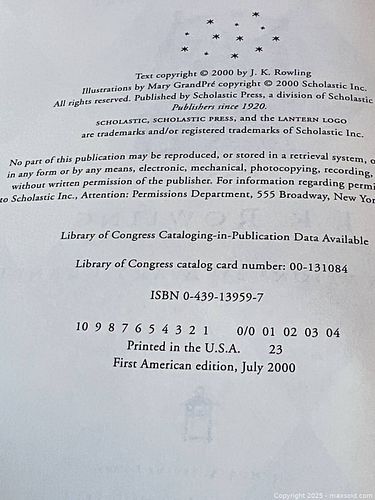 Text copyright © 2000 by J. K. Rowling
Illustrations by Mary GrandPré copyright © 2000 Scholastic Inc.
All rights reserved. Published by Scholastic Press, a division of Scholastic
Publishers since 1920.
SCHOLASTIC, SCHOLASTIC PRESS, and the LANTERN LOGO
are trademarks and/or registered trademarks of Scholastic Inc.
No part of this publication may be reproduced, or stored in a retrieval system, o
in any form or by any means, electronic, mechanical, photocopying, recording,
without written permission of the publisher. For information regarding permi
to Scholastic Inc., Attention: Permissions Department, 555 Broadway, New Yor
Library of Congress Cataloging-in-Publication Data Available
Library of Congress catalog card number: 00-131084
ISBN 0-439-13959-7
10 9 8 7 6 5 4 3 2 1 0/0 01 02 03 04
Printed in the U.S.A. 23
First American edition, July 2000
Copyright 2025 - maxseid.com